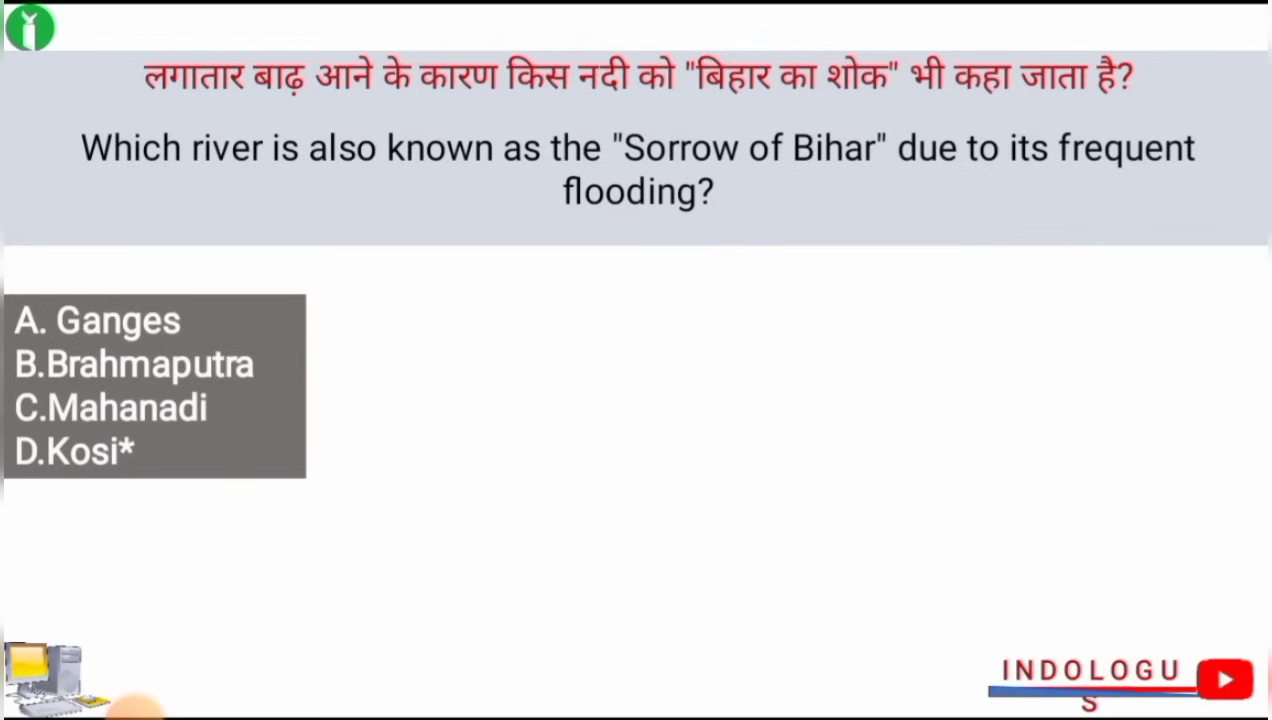 लगातार बाढ़ आने के कारण किस नदी को "बिहार का शोक" भी कहा जाता है?
Which river is also known as the "Sorrow of Bihar" due to its frequent
flooding?
A. Ganges
B.Brahmaputra
C.Mahanadi
D.Kosi*
INDOLOGU
S